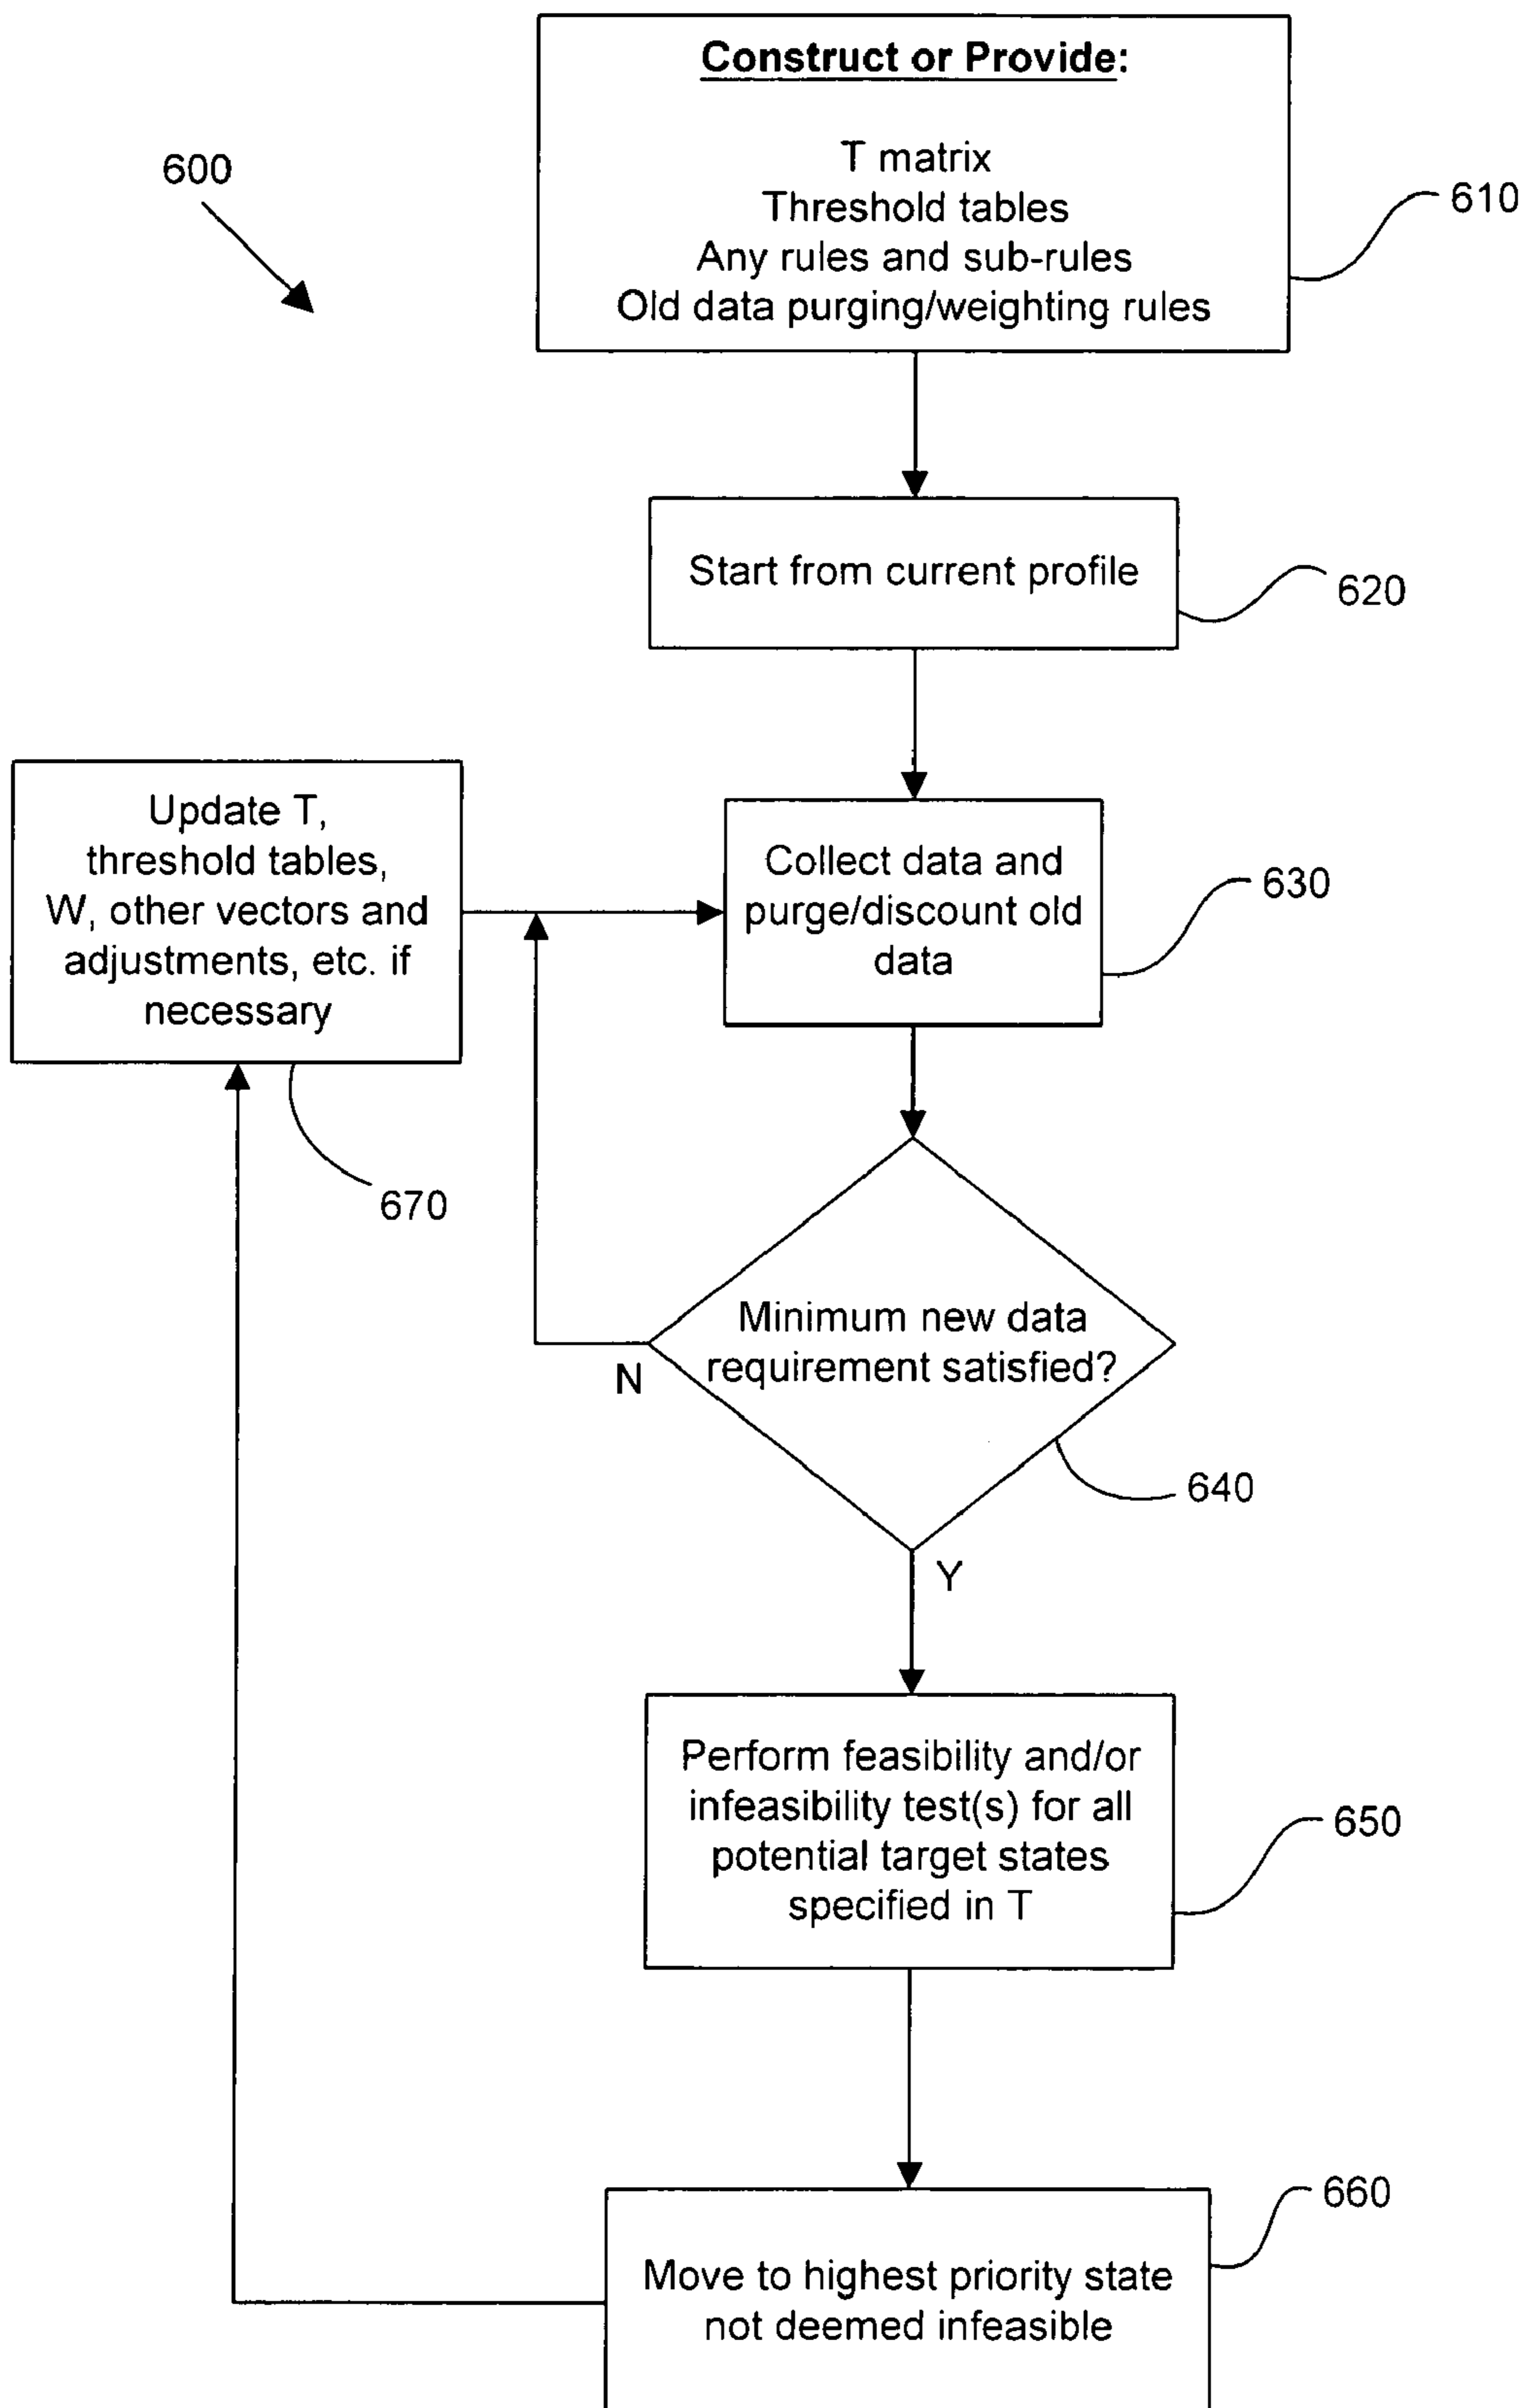 Construct or Provide:
T matrix
Threshold tables
Any rules and sub-rules
Old data purging/weighting rules
600
610
Start from current profile
620
Update T,
threshold tables,
W, other vectors and
adjustments, etc. if
necessary
670
Collect data and
purge/discount old
data
630
Minimum new data
requirement satisfied?
N
640
Y
Perform feasibility and/or
infeasibility test(s) for all
potential target states
specified in T
650
Move to highest priority state
not deemed infeasible
660